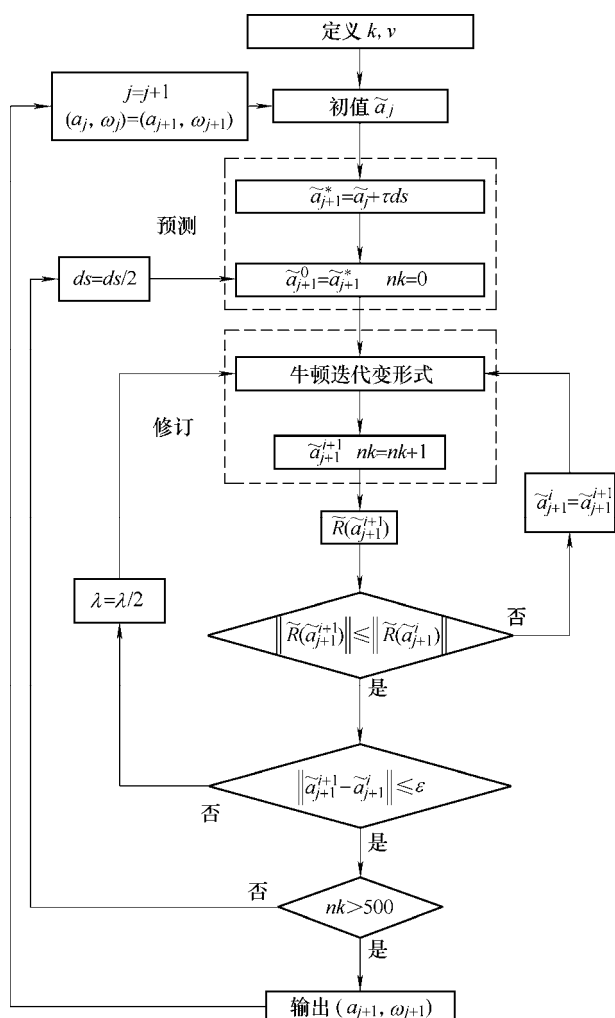 定义 k, v
j=j+1
(a_j, ω_j)=(a_{j+1}, ω_{j+1})
初值 ã_j
ã*_{j+1}=ã_j+τds
预测
ds=ds/2
ã⁰_{j+1}=ã*_{j+1} nk=0
牛顿迭代变形式
修订
ã^{i+1}_{j+1} nk=nk+1
ã^i_{j+1}=ã^{i+1}_{j+1}
R̃(ã^{i+1}_{j+1})
λ=λ/2
‖R̃(ã^{i+1}_{j+1})‖≤‖R̃(ã^i_{j+1})‖
否
是
‖ã^{i+1}_{j+1}-ã^i_{j+1}‖≤ε
否
是
否
nk>500
是
输出 (a_{j+1}, ω_{j+1})